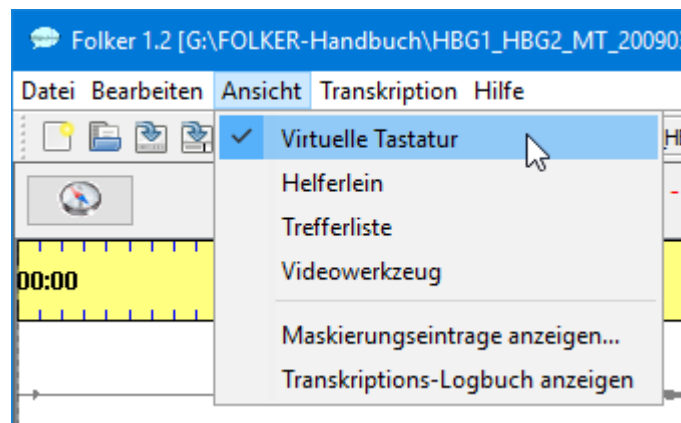 Folker 1.2 [G:\FOLKER-Handbuch\HBG1_HBG2_MT_20090
Datei Bearbeiten Ansicht Transkription Hilfe
Virtuelle Tastatur
Helferlein
Trefferliste
Videowerkzeug
00:00
Maskierungseintrage anzeigen...
Transkriptions-Logbuch anzeigen